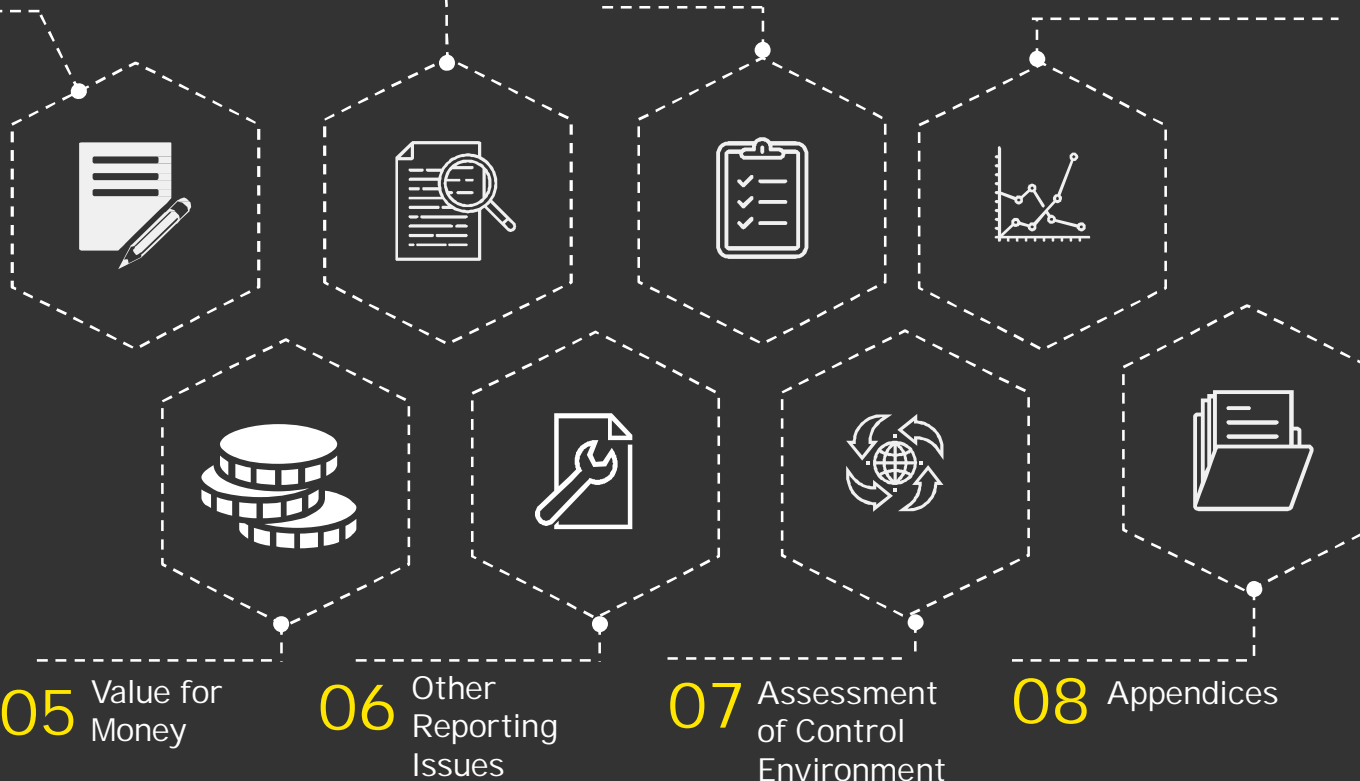 05 Value for
Money
06 Other
Reporting
Issues
07 Assessment
of Control
Environment
08 Appendices